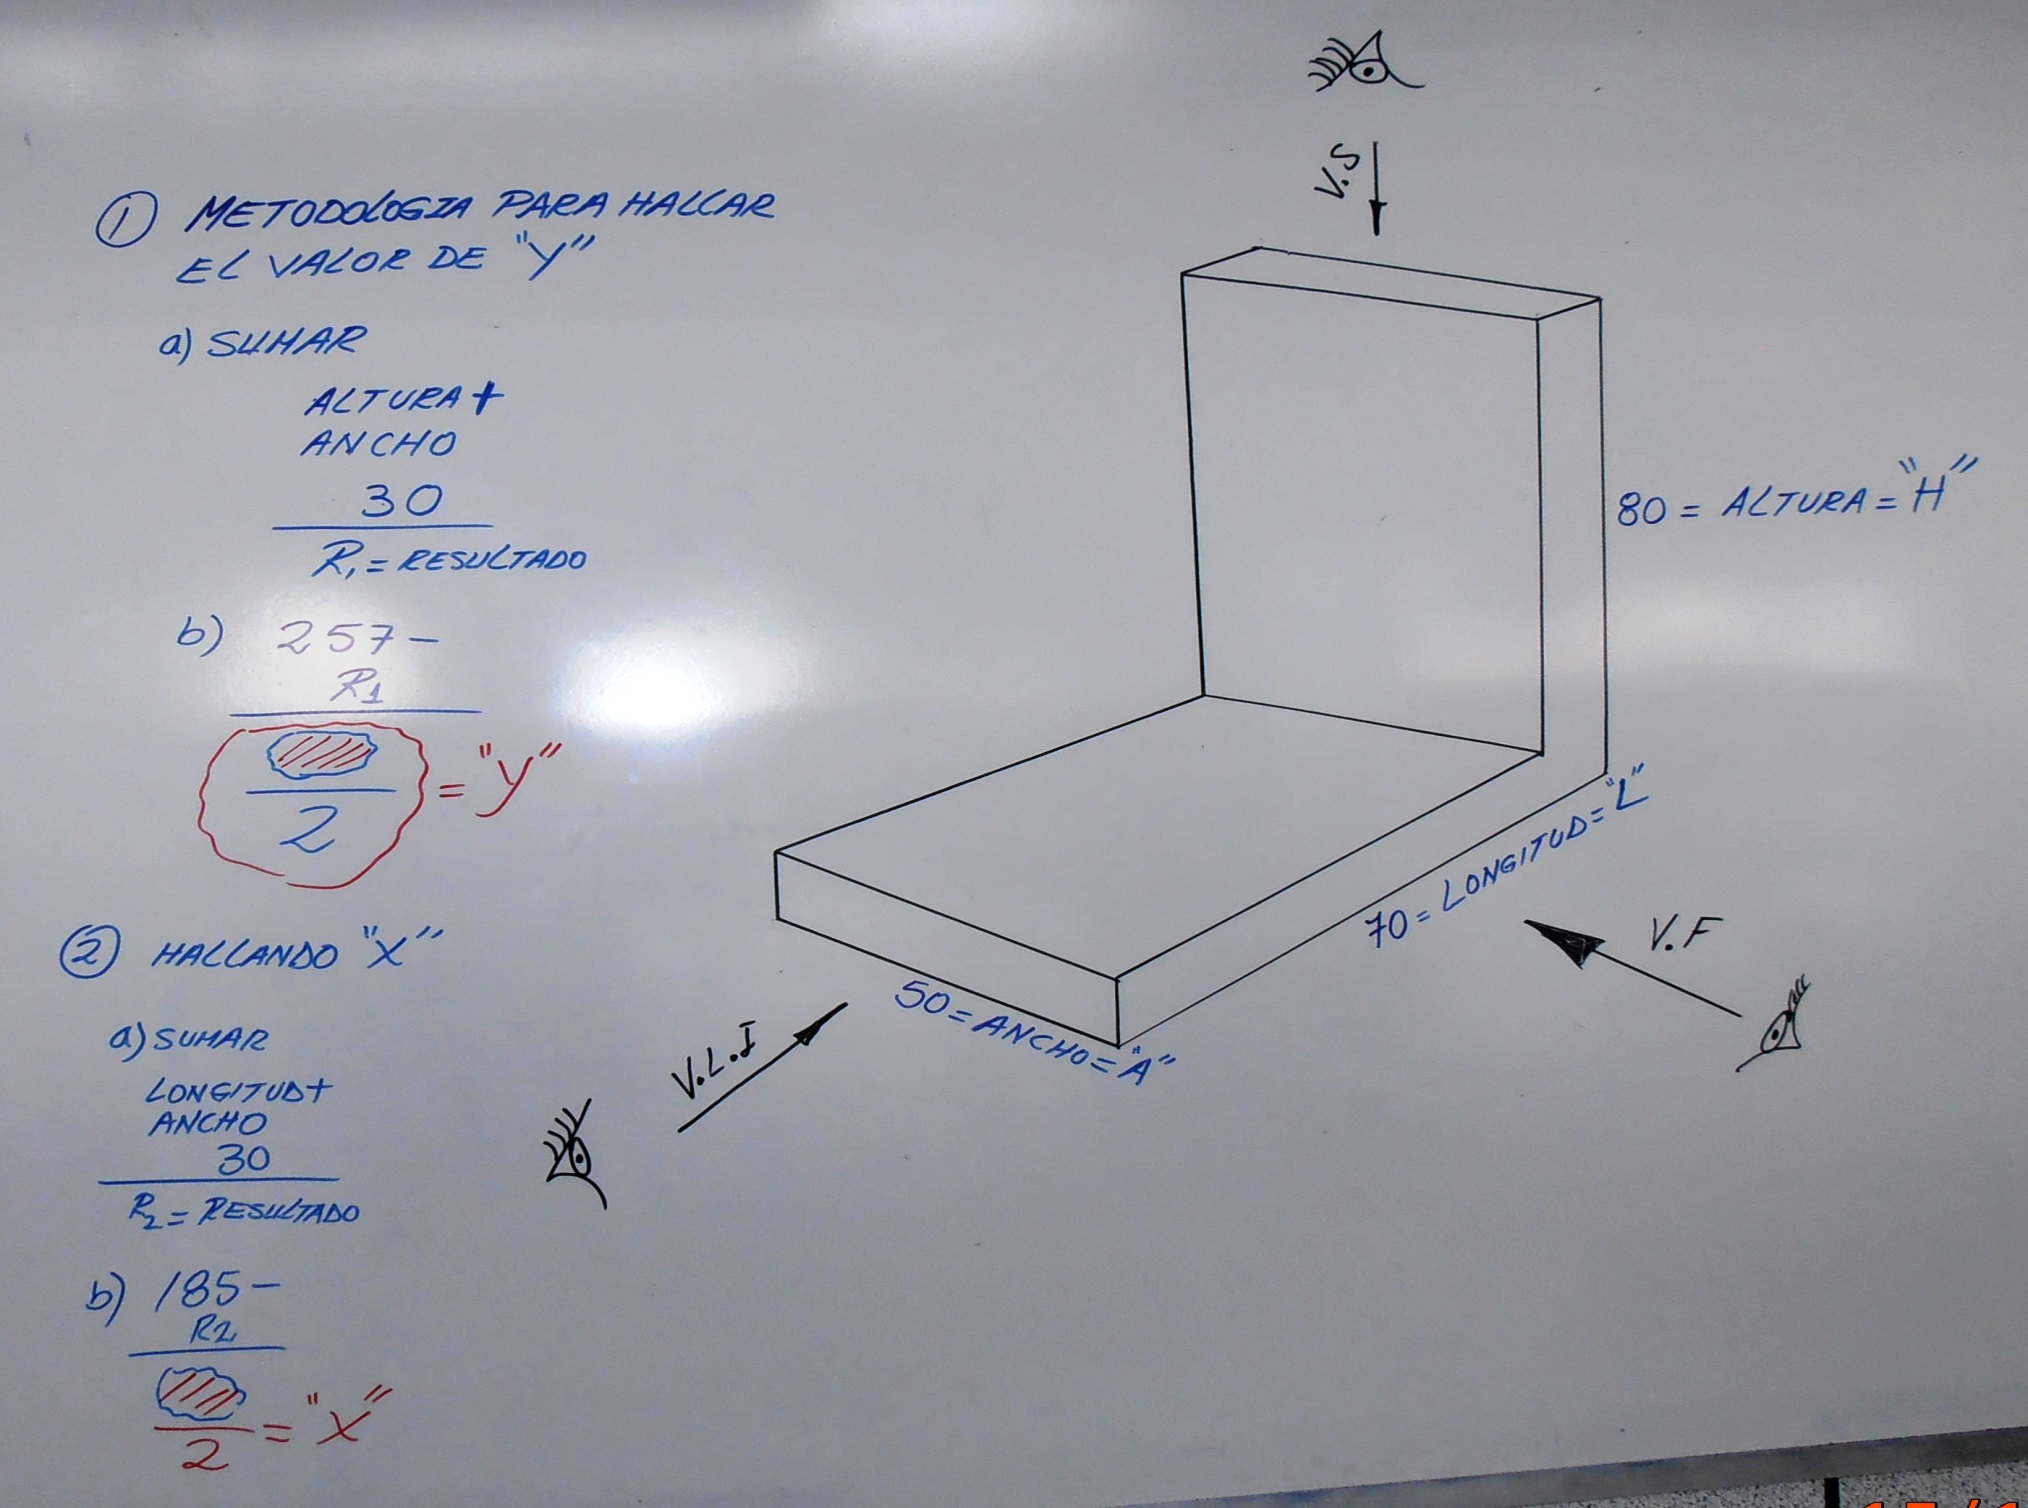 ① METODOLOGIA PARA HALLAR
EL VALOR DE "Y"
a) SUMAR
ALTURA +
ANCHO
30
R1 = RESULTADO
b) 257 -
R1
2
= "Y"
② HALLANDO "X"
a) SUMAR
LONGITUD +
ANCHO
30
R2 = RESULTADO
b) 185 -
R2
2 = "X"
V.S
80 = ALTURA = "H"
70 = LONGITUD = "L"
V.F
50 = ANCHO = "A"
V.L.I